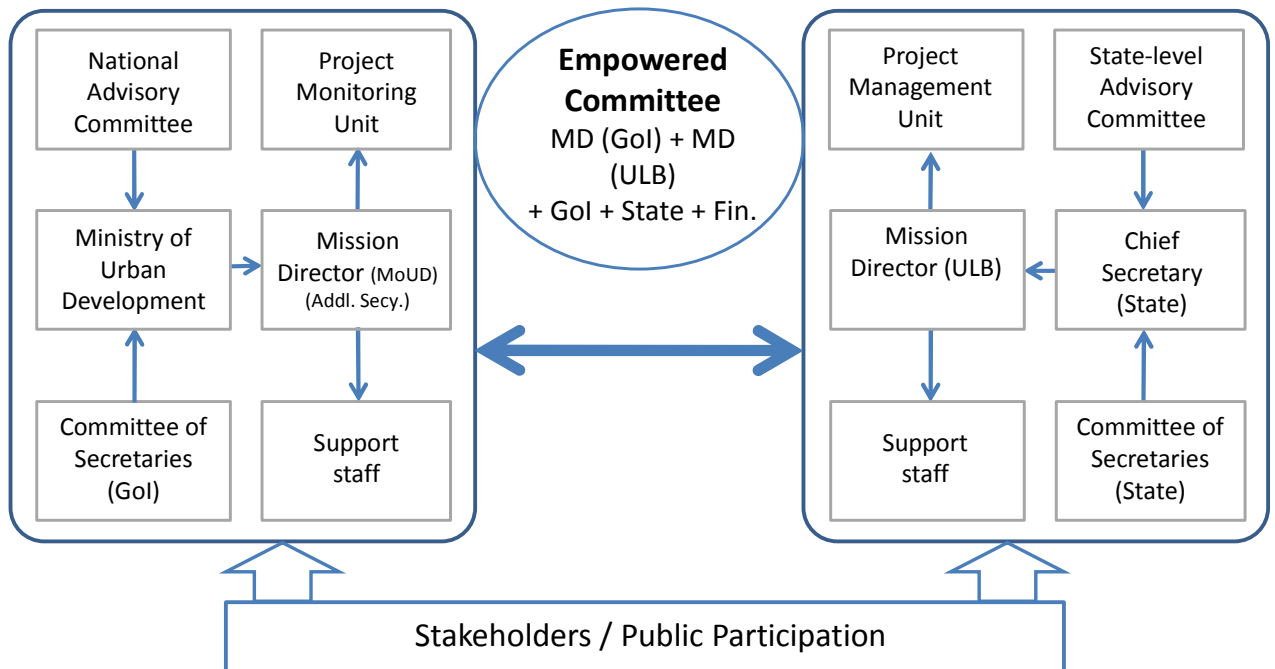 National
Advisory
Committee
Project
Monitoring
Unit
Ministry of
Urban
Development
Mission
Director (MoUD)
(Addl. Secy.)
Committee of
Secretaries
(GoI)
Support
staff
Empowered
Committee
MD (GoI) + MD
(ULB)
+ GoI + State + Fin.
Project
Management
Unit
State-level
Advisory
Committee
Mission
Director (ULB)
Chief
Secretary
(State)
Support
staff
Committee of
Secretaries
(State)
Stakeholders / Public Participation